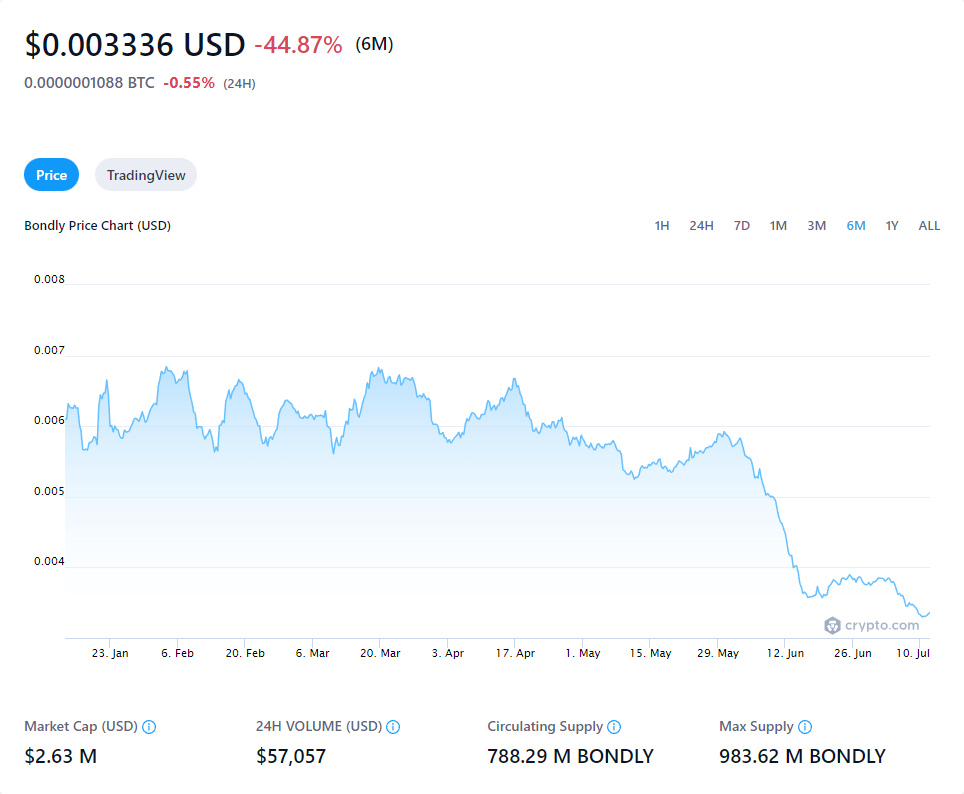 $0.003336 USD -44.87% (6M)
0.0000001088 BTC -0.55% (24H)
Price TradingView
Bondly Price Chart (USD) 1H 24H 7D 1M 3M 6M 1Y ALL
0.008
0.007
0.006
0.005
0.004
crypto.com
23. Jan 6. Feb 20. Feb 6. Mar 20. Mar 3. Apr 17. Apr 1. May 15. May 29. May 12. Jun 26. Jun 10. Jul
Market Cap (USD) 24H VOLUME (USD) Circulating Supply Max Supply
$2.63 M $57,057 788.29 M BONDLY 983.62 M BONDLY